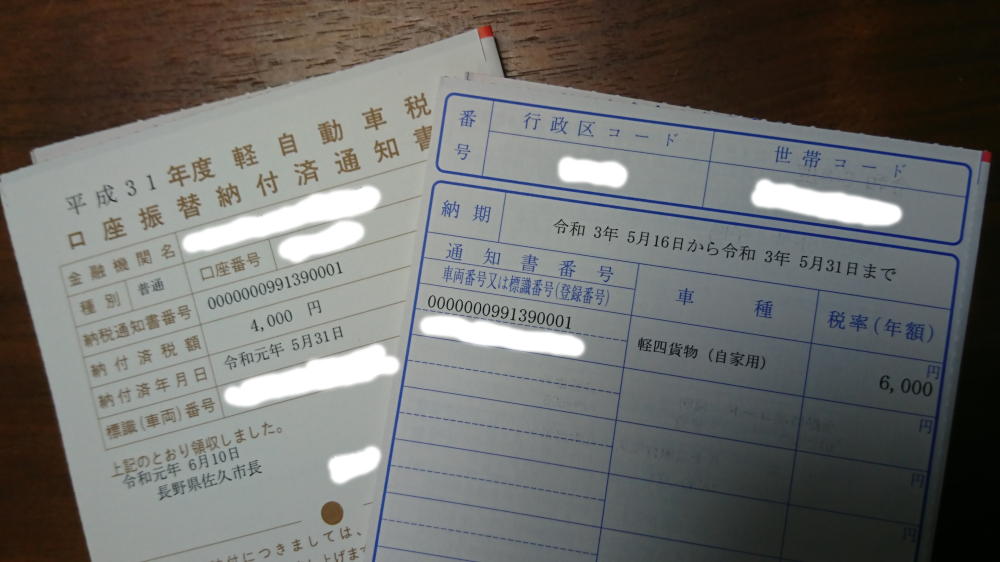 平成31年度 軽自動車税
口座振替納付済通知書
金融機関名
種別 普通 口座番号
納税通知書番号 0000000991390001
納付済税額 4,000 円
納付済年月日 令和元年 5月31日
標識(車両)番号
上記のとおり領収しました。
令和元年 6月10日
長野県佐久市長
番号 行政区コード 世帯コード
納期 令和 3年 5月16日から令和 3年 5月31日まで
通知書番号
車両番号又は標識番号(登録番号) 車種 税率(年額)
0000000991390001 軽四貨物 (自家用) 円
6,000
円
円
円